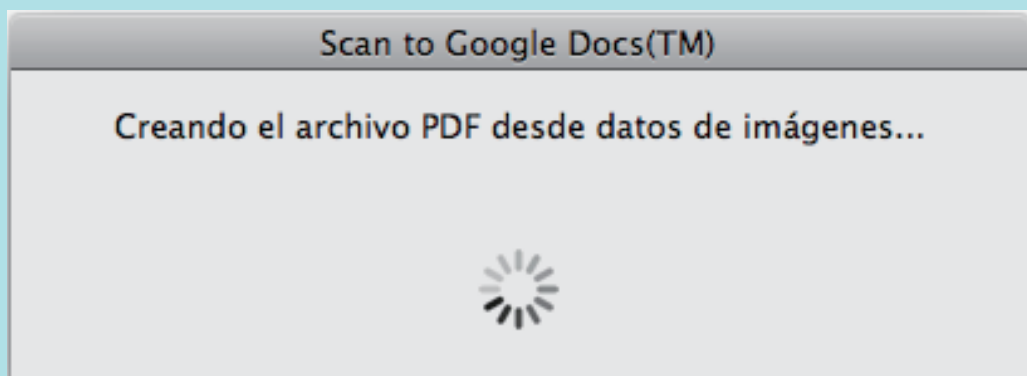 Scan to Google Docs(TM)
Creando el archivo PDF desde datos de imágenes...